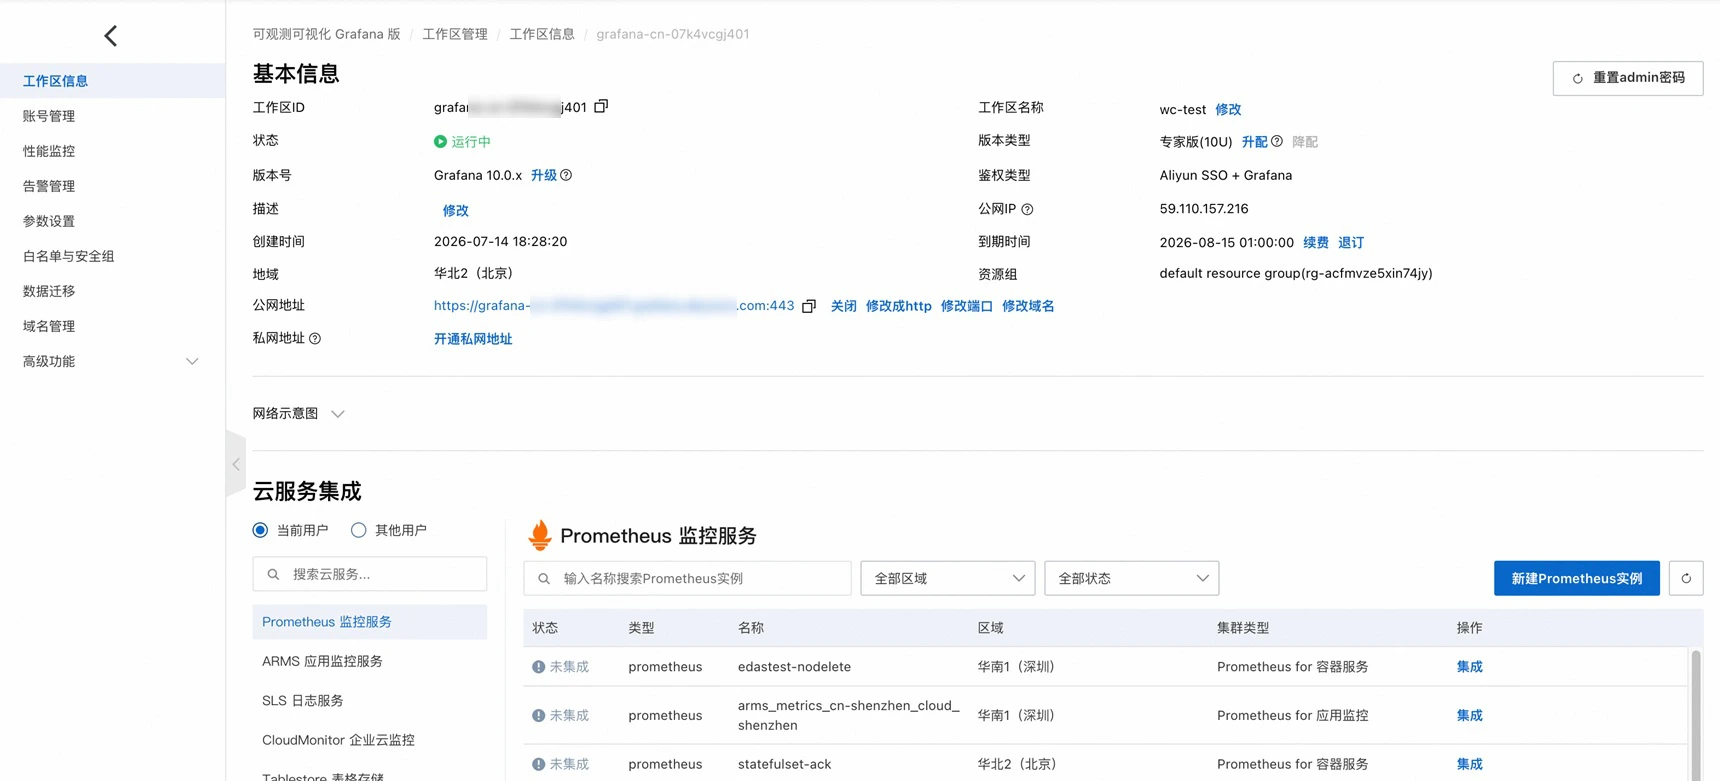 可观测可视化 Grafana 版 / 工作区管理 / 工作区信息 / grafana-cn-07k4vcgj401
工作区信息
账号管理
性能监控
告警管理
参数设置
白名单与安全组
数据迁移
域名管理
高级功能
基本信息
重置admin密码
工作区ID grafa j401 工作区名称 wc-test 修改
状态 运行中 版本类型 专家版(10U) 升配 降配
版本号 Grafana 10.0.x 升级 鉴权类型 Aliyun SSO + Grafana
描述 修改 公网IP 59.110.157.216
创建时间 2026-07-14 18:28:20 到期时间 2026-08-15 01:00:00 续费 退订
地域 华北2（北京） 资源组 default resource group(rg-acfmvze5xin74jy)
公网地址 https://grafana- .com:443 关闭 修改成http 修改端口 修改域名
私网地址 开通私网地址
网络示意图
云服务集成
当前用户 其他用户
搜索云服务...
Prometheus 监控服务
ARMS 应用监控服务
SLS 日志服务
CloudMonitor 企业云监控
Tablestore 表格存储
Prometheus 监控服务
输入名称搜索Prometheus实例 全部区域 全部状态 新建Prometheus实例
状态 类型 名称 区域 集群类型 操作
未集成 prometheus edastest-nodelete 华南1（深圳） Prometheus for 容器服务 集成
未集成 prometheus arms_metrics_cn-shenzhen_cloud_ 华南1（深圳） Prometheus for 应用监控 集成
shenzhen
未集成 prometheus statefulset-ack 华北2（北京） Prometheus for 容器服务 集成